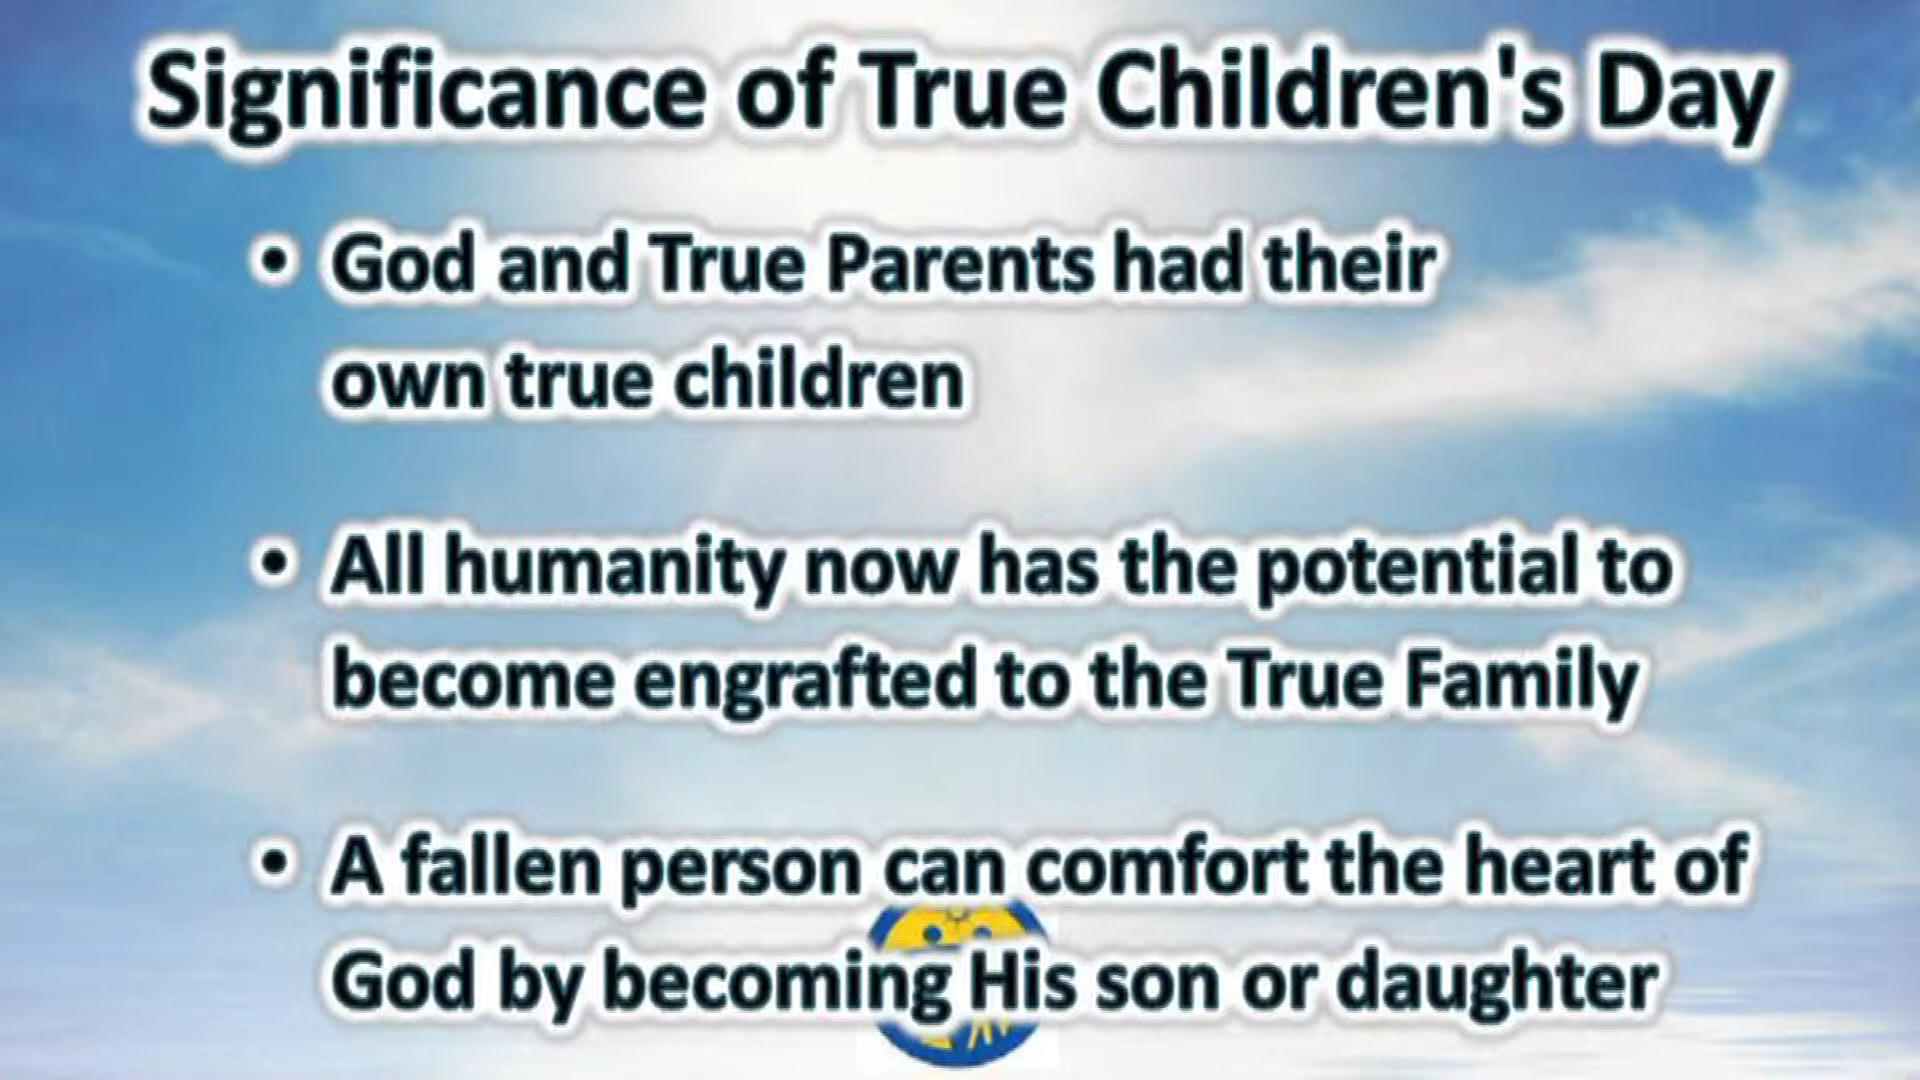 Significance of True Children's Day
• God and True Parents had their
own true children
• All humanity now has the potential to
become engrafted to the True Family
• A fallen person can comfort the heart of
God by becoming His son or daughter